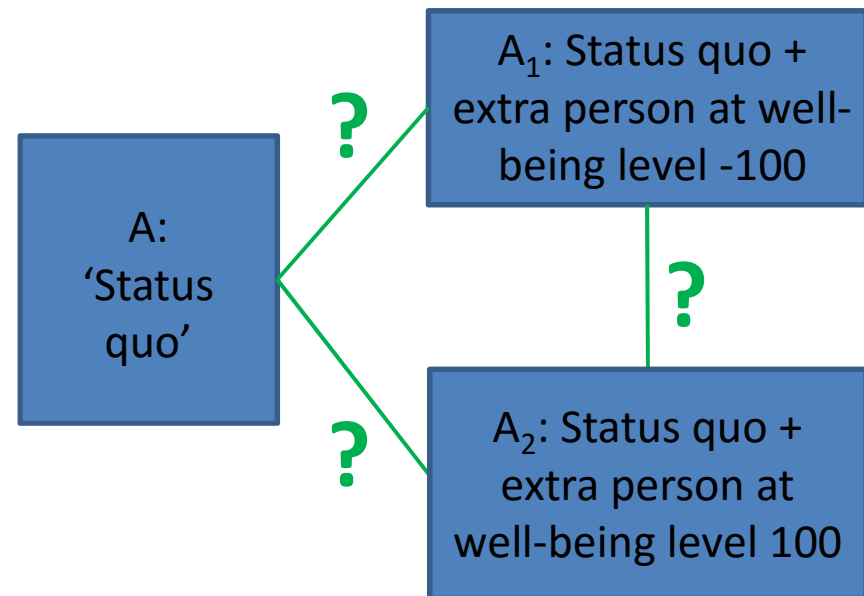 A:
‘Status
quo’
?
?
A₁: Status quo +
extra person at well-
being level -100
?
A₂: Status quo +
extra person at
well-being level 100